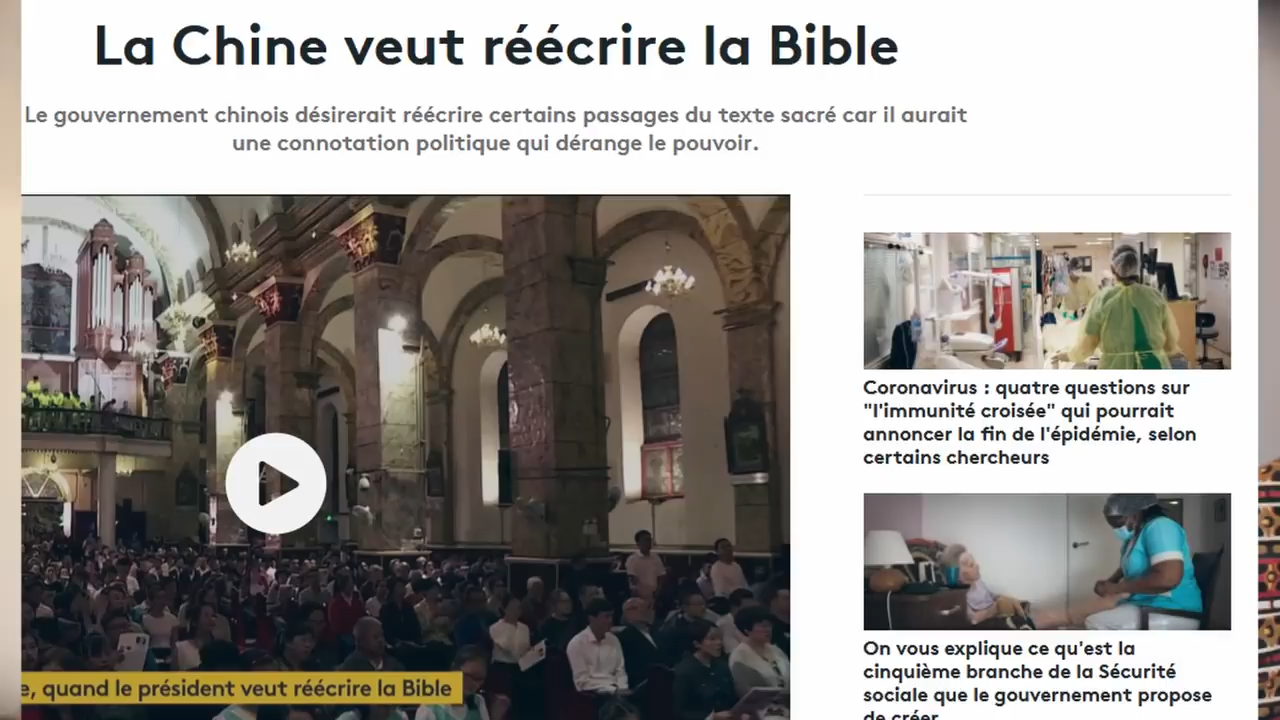 La Chine veut réécrire la Bible
Le gouvernement chinois désirerait réécrire certains passages du texte sacré car il aurait
une connotation politique qui dérange le pouvoir.
e, quand le président veut réécrire la Bible
Coronavirus : quatre questions sur
"l'immunité croisée" qui pourrait
annoncer la fin de l'épidémie, selon
certains chercheurs
On vous explique ce qu'est la
cinquième branche de la Sécurité
sociale que le gouvernement propose
de créer